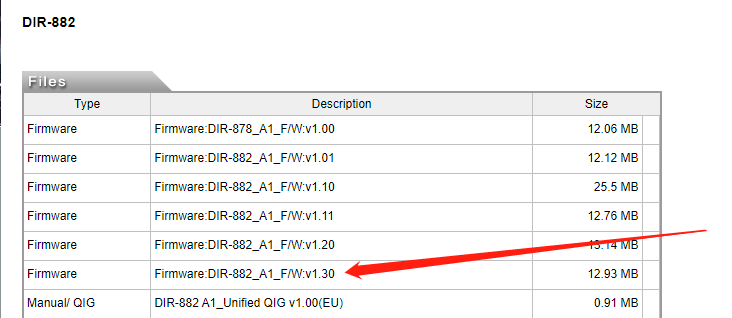 DIR-882
Files
Type Description Size
Firmware Firmware:DIR-878_A1_F/W:v1.00 12.06 MB
Firmware Firmware:DIR-882_A1_F/W:v1.01 12.12 MB
Firmware Firmware:DIR-882_A1_F/W:v1.10 25.5 MB
Firmware Firmware:DIR-882_A1_F/W:v1.11 12.76 MB
Firmware Firmware:DIR-882_A1_F/W:v1.20 13.14 MB
Firmware Firmware:DIR-882_A1_F/W:v1.30 12.93 MB
Manual/ QIG DIR-882 A1_Unified QIG v1.00(EU) 0.91 MB